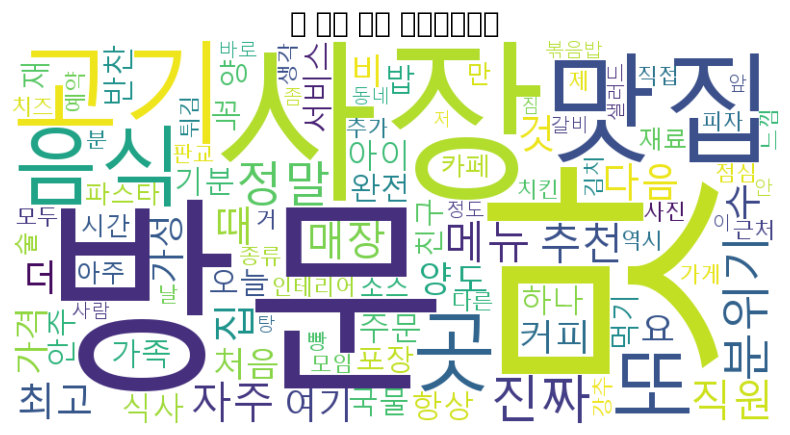 고기
사장
맛집
방문
맛
음식
곳
또
정말
진짜
메뉴
추천
분위기
매장
때
다음
직원
자주
여기
최고
처음
커피
수
것
비
밥
양
재
반찬
바로
생각
좀
동네
서비스
볶음밥
만
직접
제
샐러드
앞
치즈
예약
꼭
튀김
분
판교
추가
저
짐
갈비
재료
피자
느낌
파스타
기분
아이
완전
카페
치킨
김치
점심
안
모두
시간
가성
거
친구
정도
사진
역시
이
근처
술
고
아주
종류
오늘
인테리어
소스
양도
다른
하나
먹기
요
가게
날
사람
집
탕
빵
주문
가격
안주
가족
모임
포장
식사
국물
항상
강추